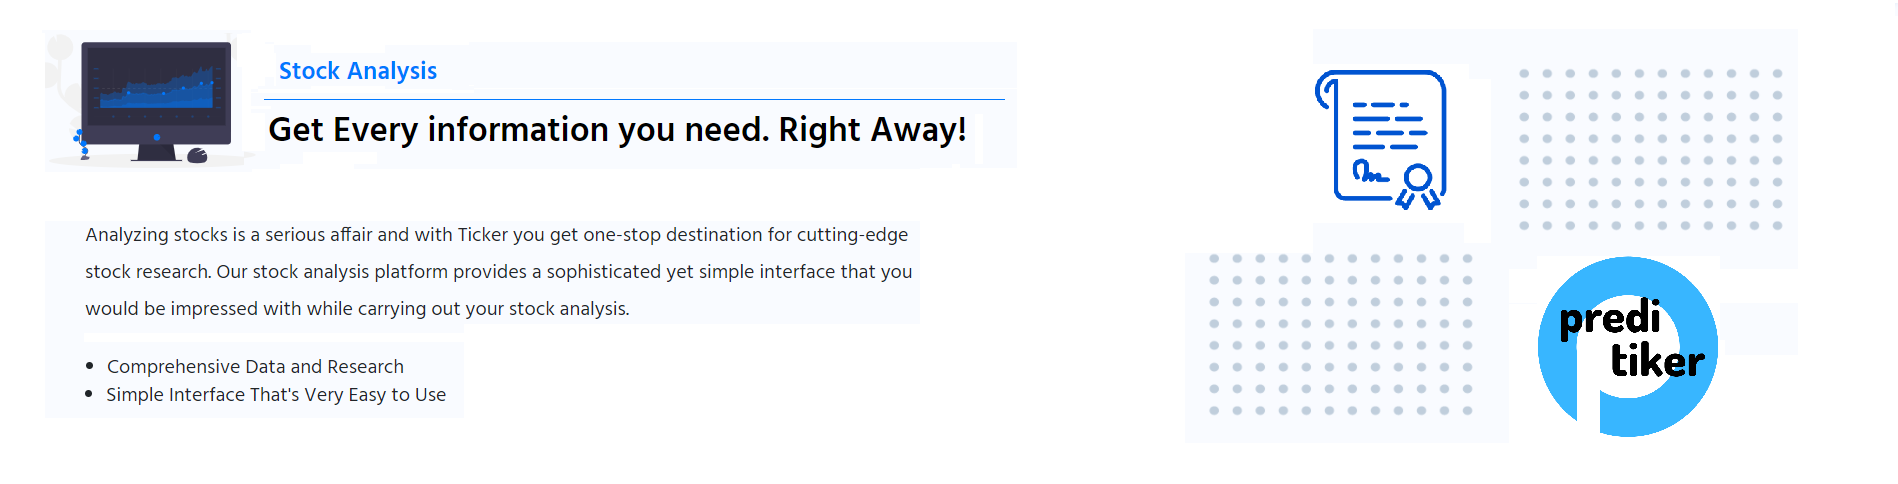 Stock Analysis
Get Every information you need. Right Away!
Analyzing stocks is a serious affair and with Ticker you get one-stop destination for cutting-edge
stock research. Our stock analysis platform provides a sophisticated yet simple interface that you
would be impressed with while carrying out your stock analysis.
• Comprehensive Data and Research
• Simple Interface That's Very Easy to Use
predi
tiker